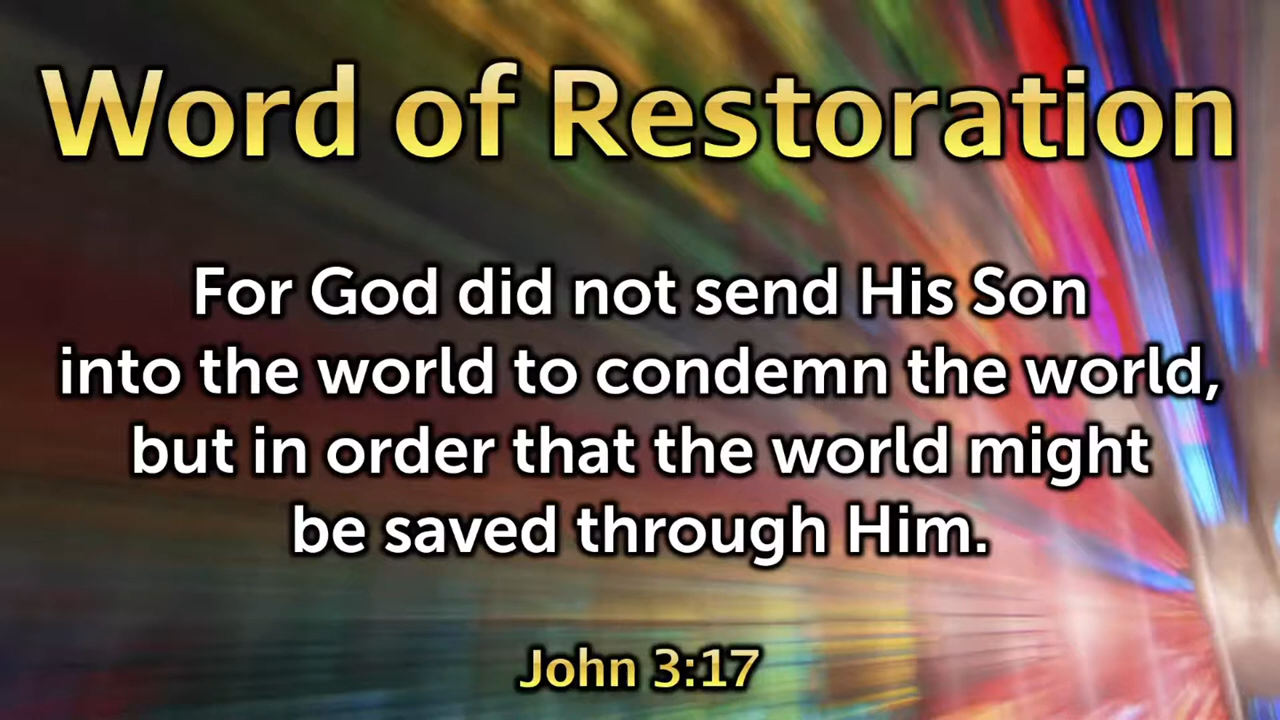 Word of Restoration
For God did not send His Son
into the world to condemn the world,
but in order that the world might
be saved through Him.
John 3:17